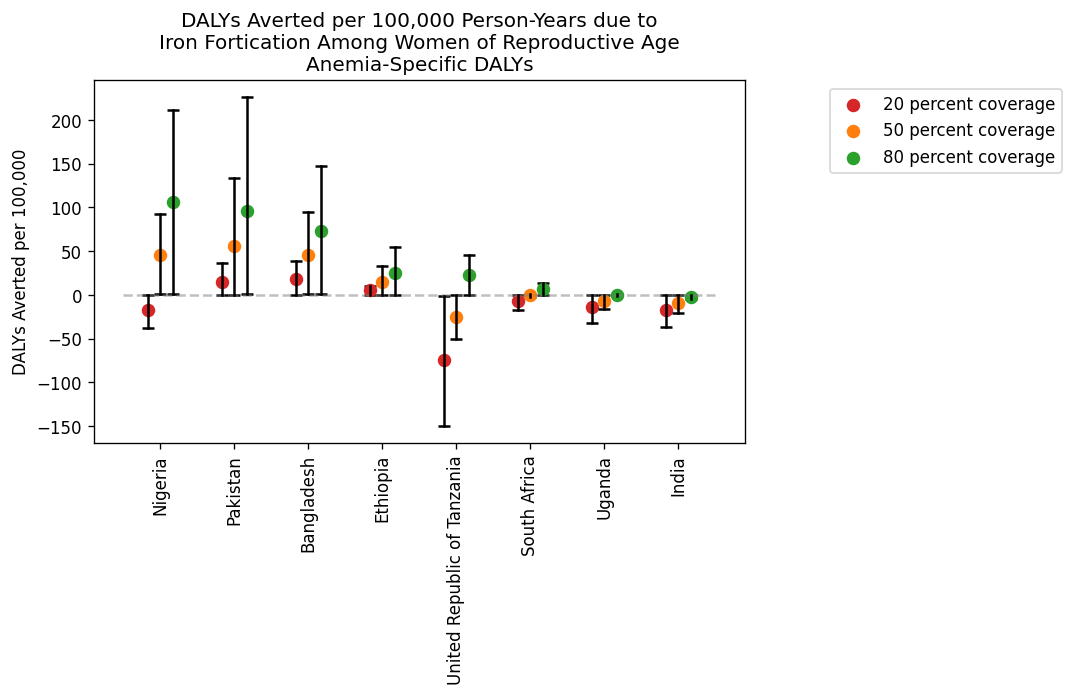 DALYs Averted per 100,000 Person-Years due to
Iron Fortication Among Women of Reproductive Age
Anemia-Specific DALYs
20 percent coverage
50 percent coverage
80 percent coverage
DALYs Averted per 100,000
200
150
100
50
0
−50
−100
−150
Nigeria
Pakistan
Bangladesh
Ethiopia
United Republic of Tanzania
South Africa
Uganda
India